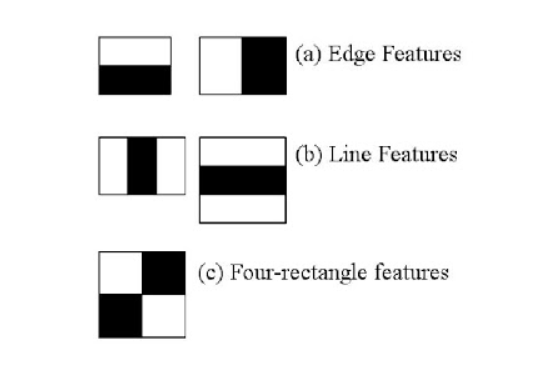 (a) Edge Features
(b) Line Features
(c) Four-rectangle features